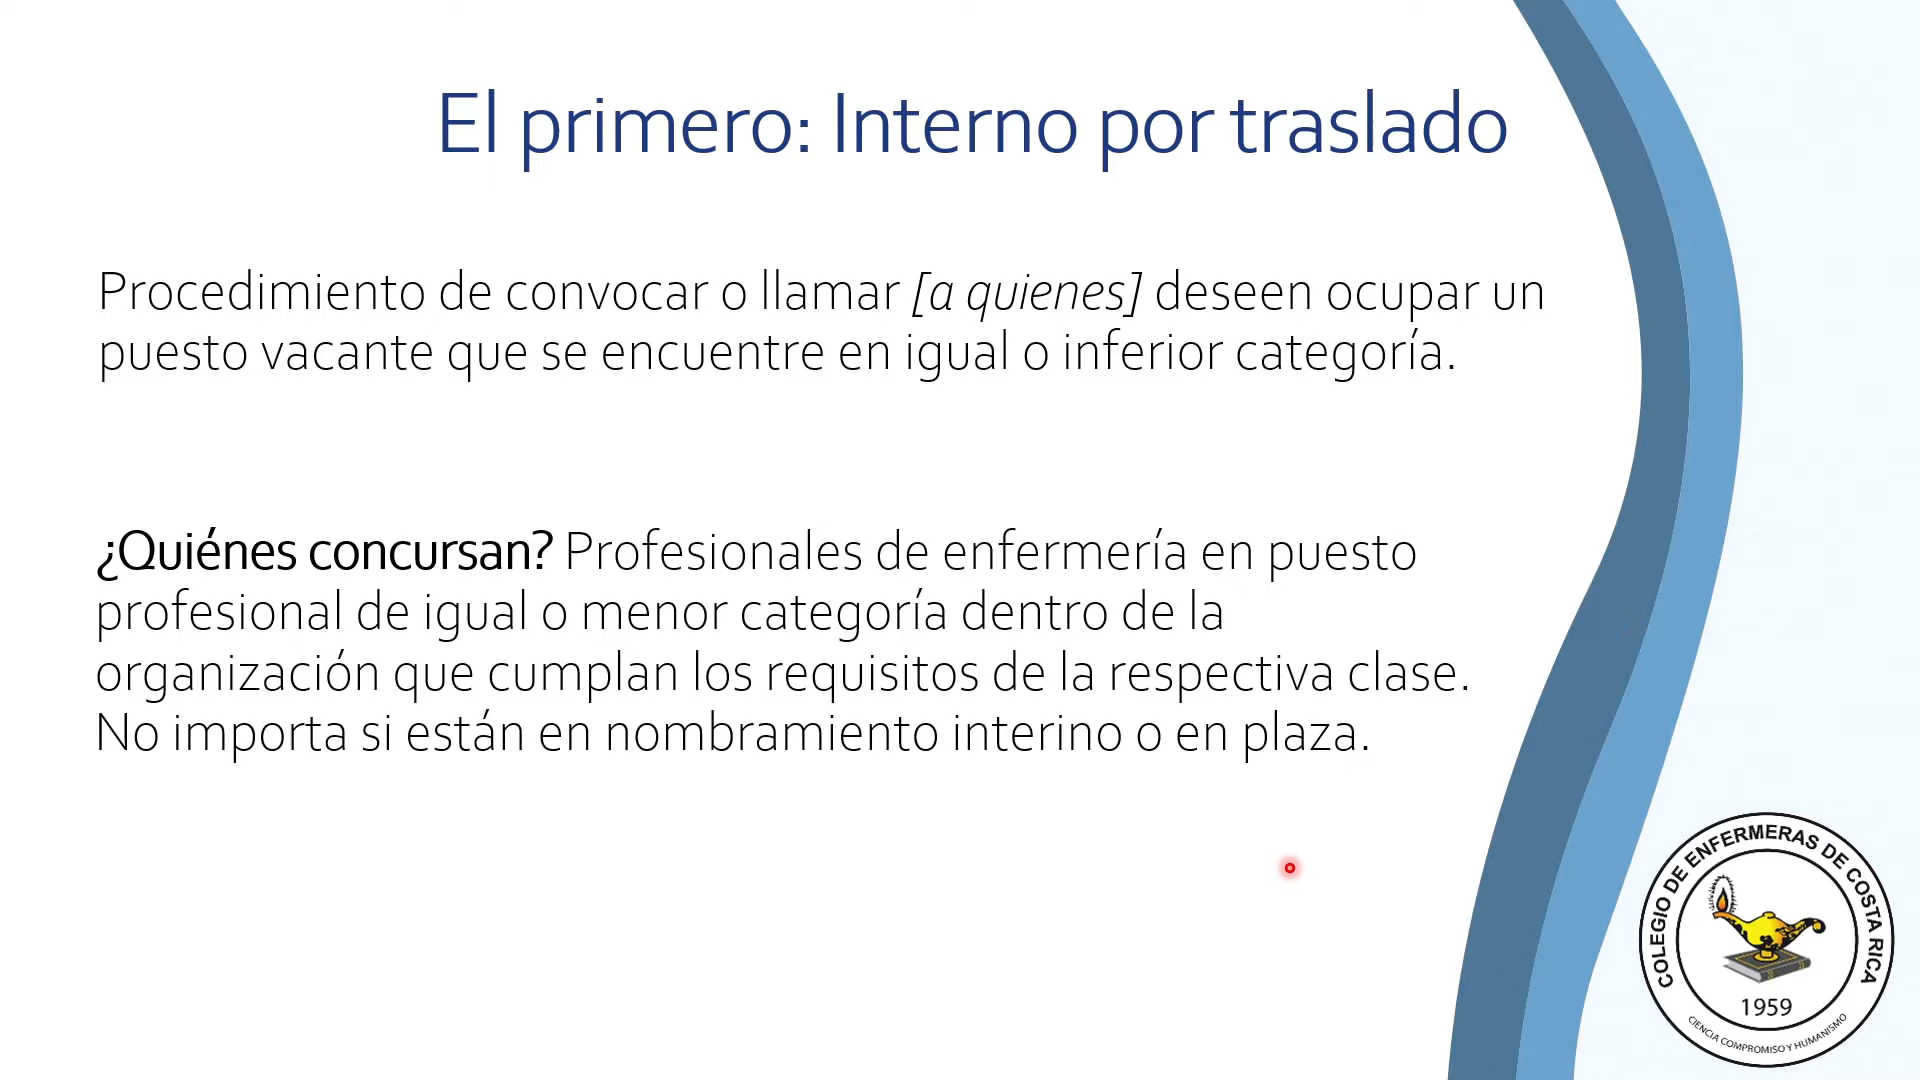 El primero: Interno por traslado
Procedimiento de convocar o llamar [a quienes] deseen ocupar un
puesto vacante que se encuentre en igual o inferior categoría.
¿Quiénes concursan? Profesionales de enfermería en puesto
profesional de igual o menor categoría dentro de la
organización que cumplan los requisitos de la respectiva clase.
No importa si están en nombramiento interino o en plaza.
COLEGIO DE ENFERMERAS DE COSTA RICA
1959
CIENCIA COMPROMISO Y HUMANISMO